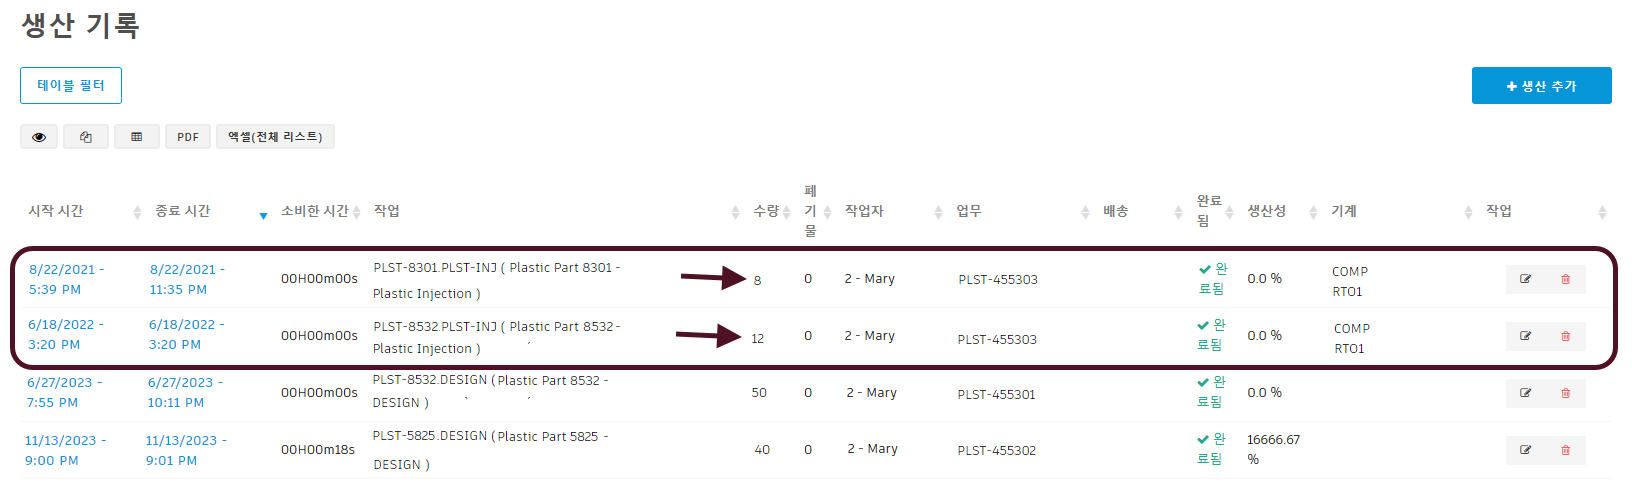 생산 기록
테이블 필터
생산 추가
PDF
엑셀(전체 리스트)
시작 시간 종료 시간 소비한 시간 작업 수량 폐기물 작업자 업무 배송 완료됨 생산성 기계 작업
8/22/2021 - 5:39 PM 8/22/2021 - 11:35 PM 00H00m00s PLST-8301.PLST-INJ ( Plastic Part 8301 - Plastic Injection ) 8 0 2 - Mary PLST-455303 완료됨 0.0 % COMP RTO1
6/18/2022 - 3:20 PM 6/18/2022 - 3:20 PM 00H00m00s PLST-8532.PLST-INJ ( Plastic Part 8532 - Plastic Injection ) 12 0 2 - Mary PLST-455303 완료됨 0.0 % COMP RTO1
6/27/2023 - 7:55 PM 6/27/2023 - 10:11 PM 00H00m00s PLST-8532.DESIGN ( Plastic Part 8532 - DESIGN ) 50 0 2 - Mary PLST-455301 완료됨 0.0 %
11/13/2023 - 9:00 PM 11/13/2023 - 9:01 PM 00H00m18s PLST-5825.DESIGN ( Plastic Part 5825 - DESIGN ) 40 0 2 - Mary PLST-455302 완료됨 16666.67 %